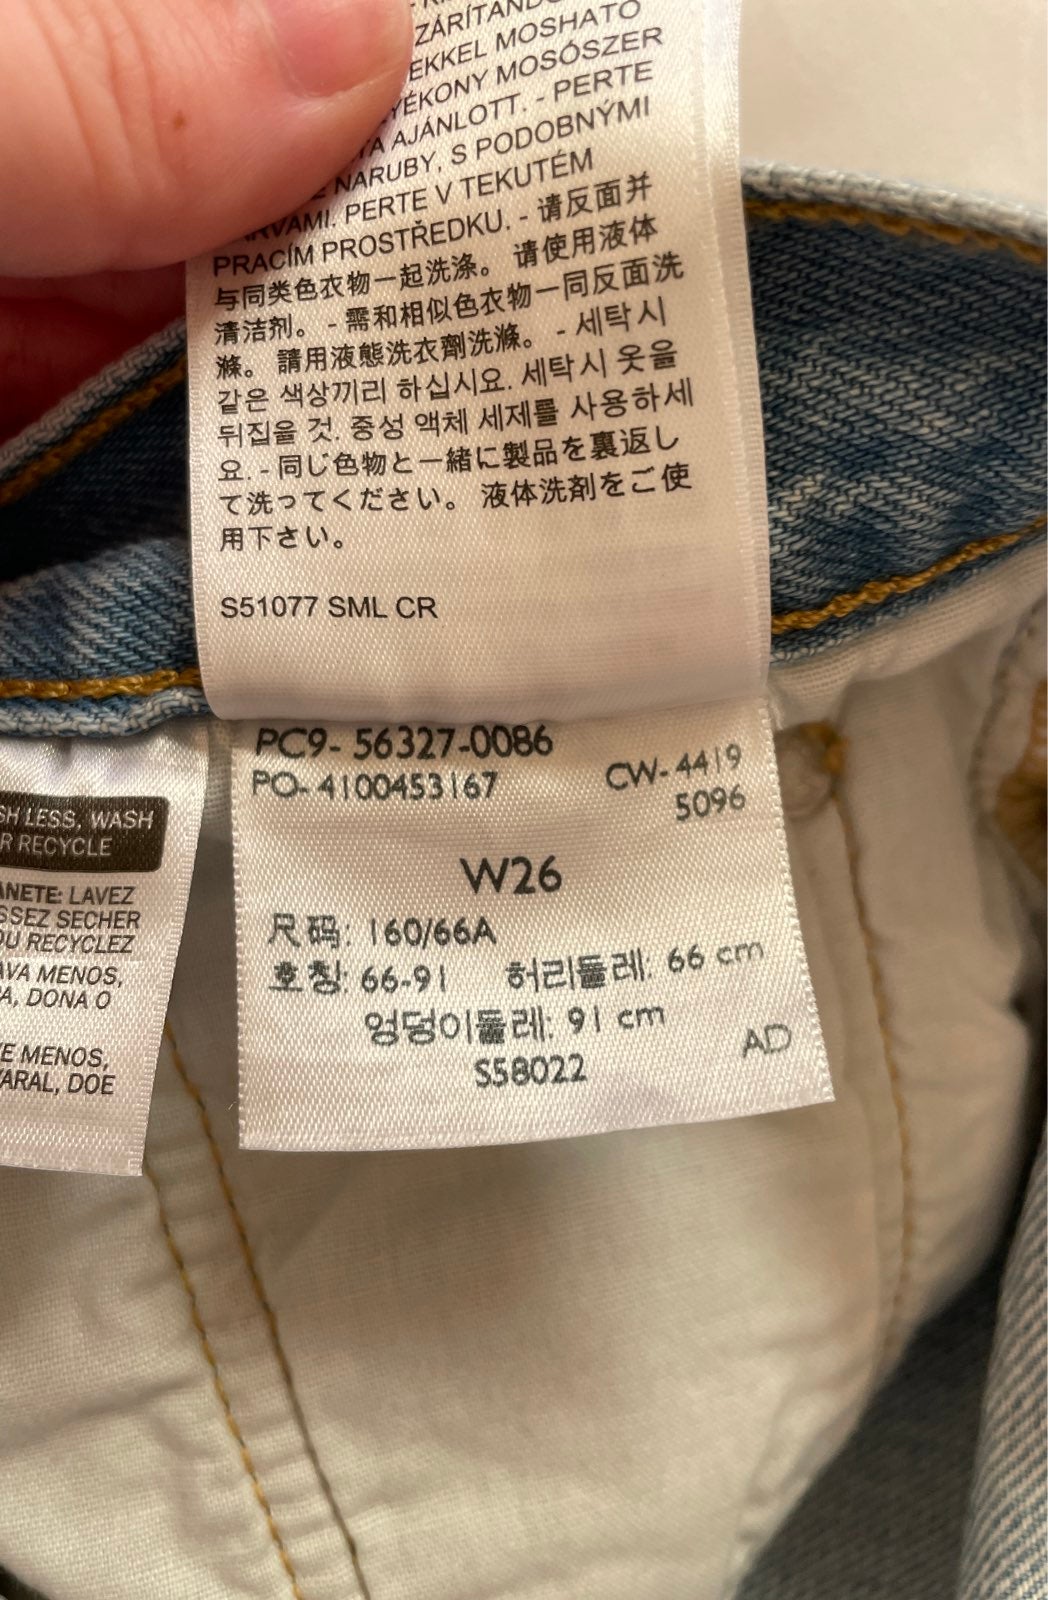 ZÁRÍTANDÓ
EKKEL MOSHATÓ
YÉKONY MOSÓSZER
AJÁNLOTT. - PERTE
NARUBY, S PODOBNÝMI
ARVAMI. PERTE V TEKUTÉM
PRACÍM PROSTŘEDKU. - 请反面并
与同类色衣物一起洗涤。 请使用液体
清洁剂。 - 需和相似色衣物一同反面洗
滌。 請用液態洗衣劑洗滌。 - 세탁시
같은 색상끼리 하십시요. 세탁시 옷을
뒤집을 것. 중성 액체 세제를 사용하세
요. - 同じ色物と一緒に製品を裏返し
て洗ってください。 液体洗剤をご使
用下さい。
S51077 SML CR
PC9- 56327-0086
PO- 4100453167 CW- 4419
5096
W26
尺码: 160/66A
호칭: 66-91 허리둘레: 66 cm
엉덩이둘레: 91 cm
S58022 AD
SH LESS, WASH
R RECYCLE
ANETE: LAVEZ
SSEZ SECHER
OU RECYCLEZ
AVA MENOS,
A, DONA O
E MENOS,
VARAL, DOE